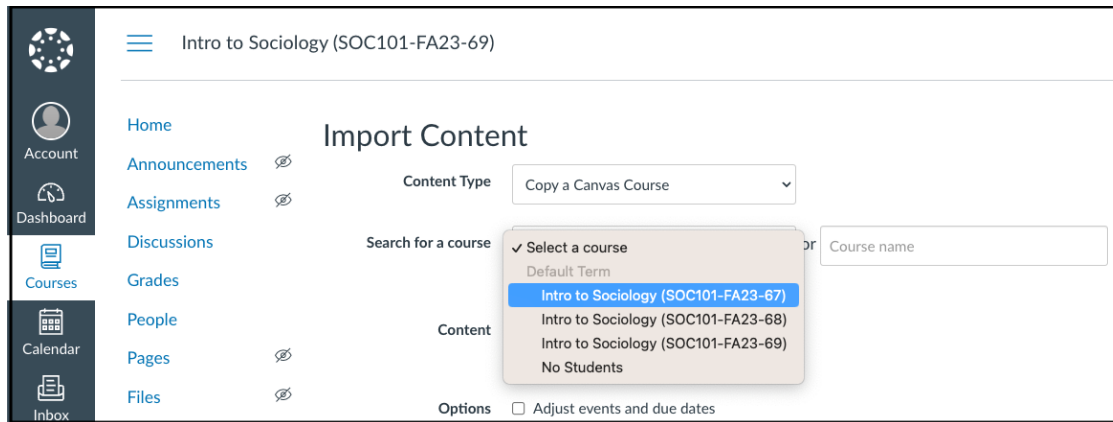 Intro to Sociology (SOC101-FA23-69)
Account
Dashboard
Courses
Calendar
Inbox
Home
Announcements
Assignments
Discussions
Grades
People
Pages
Files
Import Content
Content Type
Copy a Canvas Course
Search for a course
✓ Select a course
Default Term
Intro to Sociology (SOC101-FA23-67)
Intro to Sociology (SOC101-FA23-68)
Intro to Sociology (SOC101-FA23-69)
No Students
or
Course name
Content
Options
Adjust events and due dates